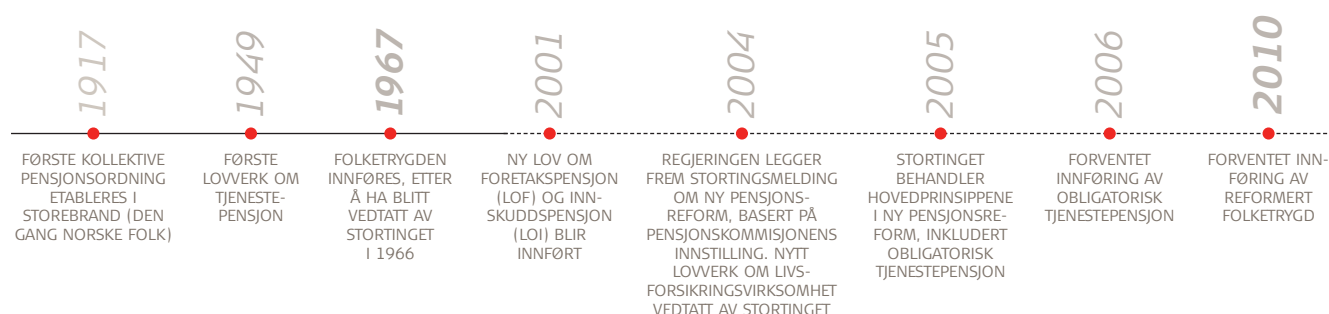 1917
FØRSTE KOLLEKTIVE
PENSJONSORDNING
ETABLERES I
STOREBRAND (DEN
GANG NORSKE FOLK)
1949
FØRSTE
LOVVERK OM
TJENESTE-
PENSJON
1967
FOLKETRYGDEN
INNFØRES, ETTER
Å HA BLITT
VEDTATT AV
STORTINGET
I 1966
2001
NY LOV OM
FORETAKSPENSJON
(LOF) OG INN-
SKUDDSPENSJON
(LOI) BLIR
INNFØRT
2004
REGJERINGEN LEGGER
FREM STORTINGSMELDING
OM NY PENSJONS-
REFORM, BASERT PÅ
PENSJONSKOMMISJONENS
INNSTILLING. NYTT
LOVVERK OM LIVS-
FORSIKRINGSVIRKSOMHET
VEDTATT AV STORTINGET
2005
STORTINGET
BEHANDLER
HOVEDPRINSIPPENE
I NY PENSJONSRE-
FORM, INKLUDERT
OBLIGATORISK
TJENESTEPENSJON
2006
FORVENTET
INNFØRING AV
OBLIGATORISK
TJENESTEPENSJON
2010
FORVENTET INN-
FØRING AV
REFORMERT
FOLKETRYGD